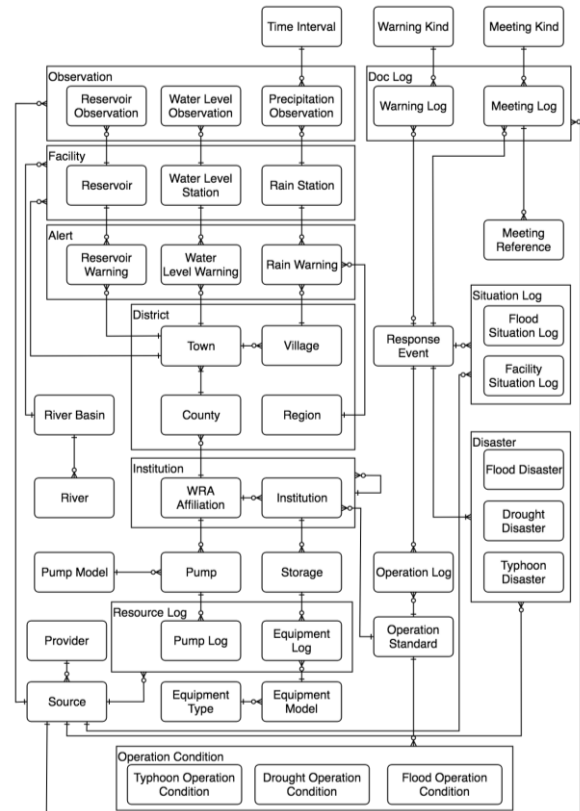 Time Interval
Warning Kind
Meeting Kind
Observation
Reservoir
Observation
Water Level
Observation
Precipitation
Observation
Doc Log
Warning Log
Meeting Log
Facility
Reservoir
Water Level
Station
Rain Station
Meeting
Reference
Alert
Reservoir
Warning
Water
Level Warning
Rain Warning
Situation Log
Flood
Situation Log
Facility
Situation Log
District
Town
Village
Response
Event
River Basin
County
Region
Disaster
Flood Disaster
Drought
Disaster
Typhoon
Disaster
River
Institution
WRA
Affiliation
Institution
Pump Model
Pump
Storage
Operation Log
Resource Log
Pump Log
Equipment
Log
Operation
Standard
Provider
Source
Equipment
Type
Equipment
Model
Operation Condition
Typhoon Operation
Condition
Drought Operation
Condition
Flood Operation
Condition